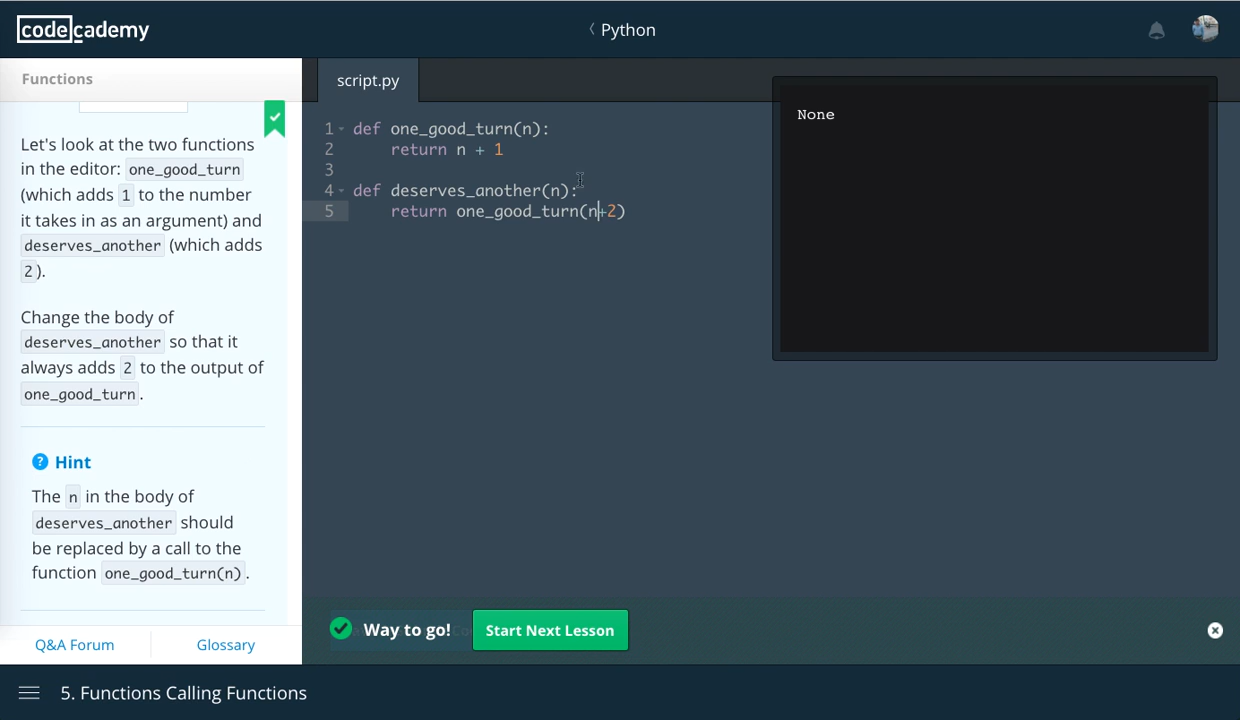 codecademy
Python
Functions
script.py
Let's look at the two functions
in the editor: one_good_turn
(which adds 1 to the number
it takes in as an argument) and
deserves_another (which adds
2 ).
Change the body of
deserves_another so that it
always adds 2 to the output of
one_good_turn.
? Hint
The n in the body of
deserves_another should
be replaced by a call to the
function one_good_turn(n).
Q&A Forum
Glossary
1 def one_good_turn(n):
2 return n + 1
3
4 def deserves_another(n):
5 return one_good_turn(n+2)
None
Way to go!
Start Next Lesson
5. Functions Calling Functions